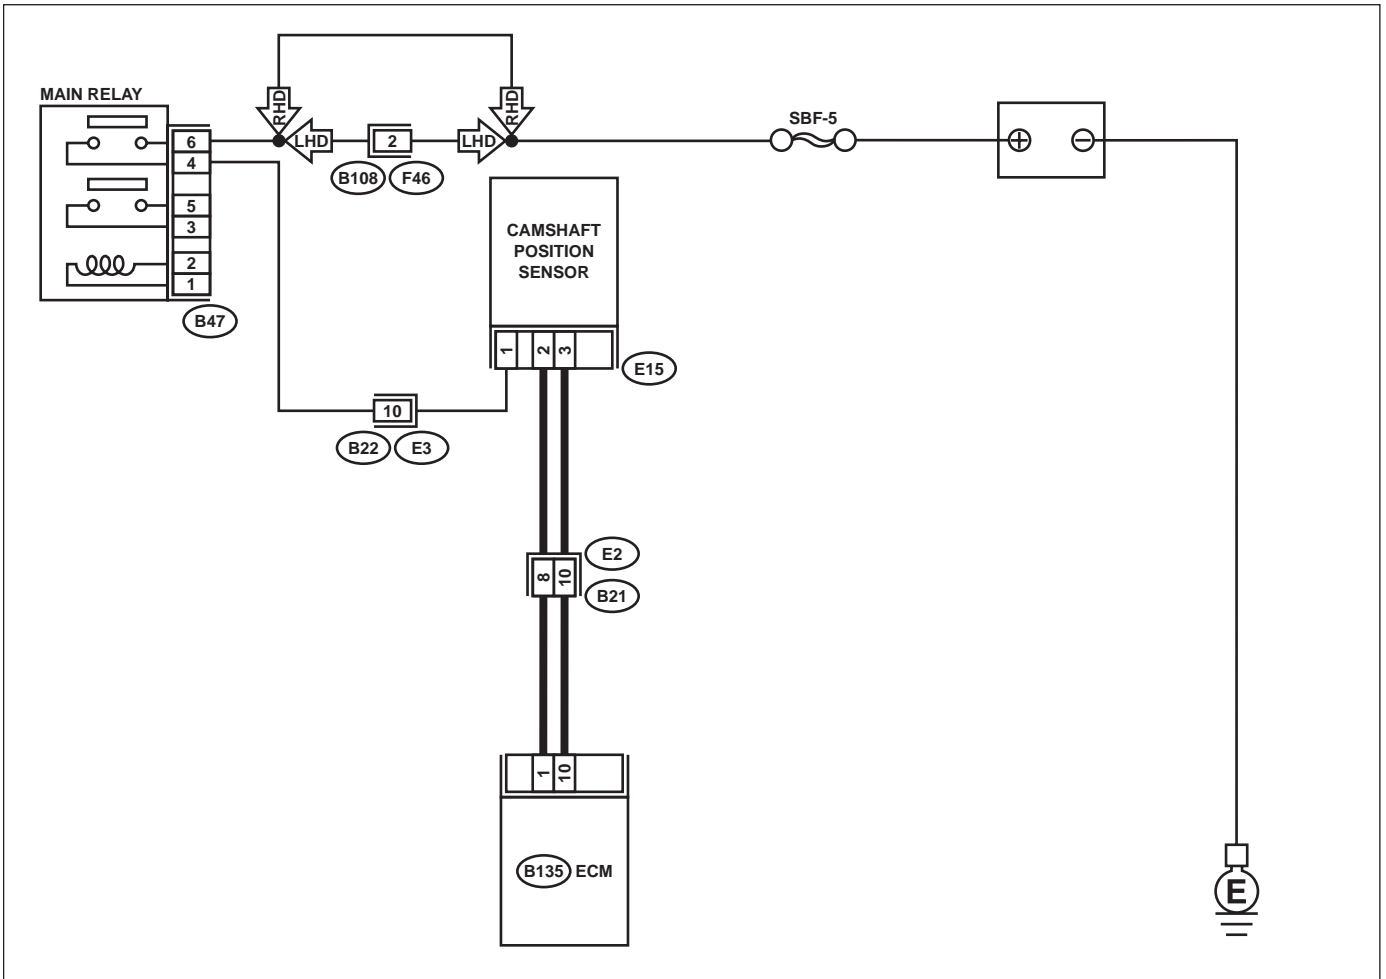 MAIN RELAY
RHD
RHD
SBF-5
6
LHD
2
LHD
+
−
4
B108
F46
5
3
2
1
B47
CAMSHAFT
POSITION
SENSOR
1
2
3
E15
10
B22
E3
E2
8
10
B21
1
10
B135 ECM
E